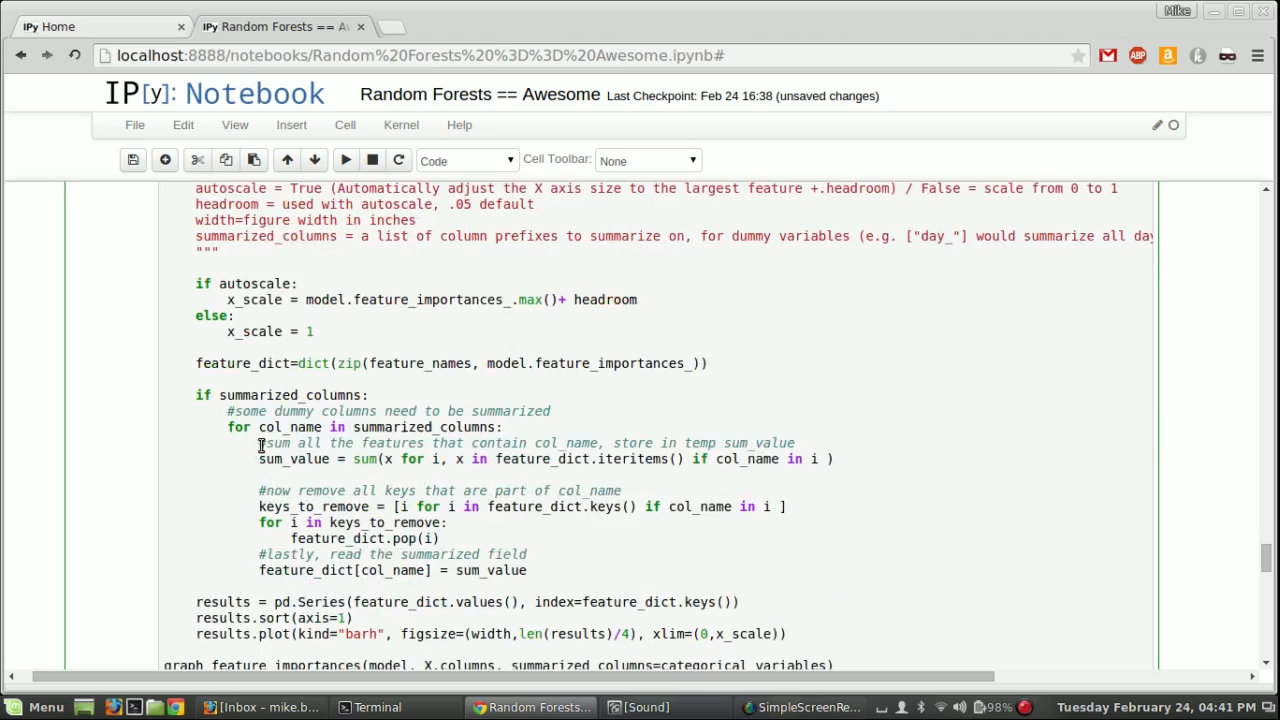 Mike
IPy Home
IPy Random Forests == Aw
localhost:8888/notebooks/Random%20Forests%20%3D%3D%20Awesome.ipynb#
ABP
a
IP[y]: Notebook
Random Forests == Awesome Last Checkpoint: Feb 24 16:38 (unsaved changes)
File Edit View Insert Cell Kernel Help
Code Cell Toolbar: None
autoscale = True (Automatically adjust the X axis size to the largest feature +.headroom) / False = scale from 0 to 1
headroom = used with autoscale, .05 default
width=figure width in inches
summarized_columns = a list of column prefixes to summarize on, for dummy variables (e.g. ["day_"] would summarize all day
"""
if autoscale:
x_scale = model.feature_importances_.max()+ headroom
else:
x_scale = 1
feature_dict=dict(zip(feature_names, model.feature_importances_))
if summarized_columns:
#some dummy columns need to be summarized
for col_name in summarized_columns:
#sum all the features that contain col_name, store in temp sum_value
sum_value = sum(x for i, x in feature_dict.iteritems() if col_name in i )
#now remove all keys that are part of col_name
keys_to_remove = [i for i in feature_dict.keys() if col_name in i ]
for i in keys_to_remove:
feature_dict.pop(i)
#lastly, read the summarized field
feature_dict[col_name] = sum_value
results = pd.Series(feature_dict.values(), index=feature_dict.keys())
results.sort(axis=1)
results.plot(kind="barh", figsize=(width,len(results)/4), xlim=(0,x_scale))
graph_feature_importances(model, X.columns, summarized_columns=categorical_variables)
Menu [Inbox – mike.b... Terminal Random Forests... [Sound] SimpleScreenRe... 98% Tuesday February 24, 04:41 PM